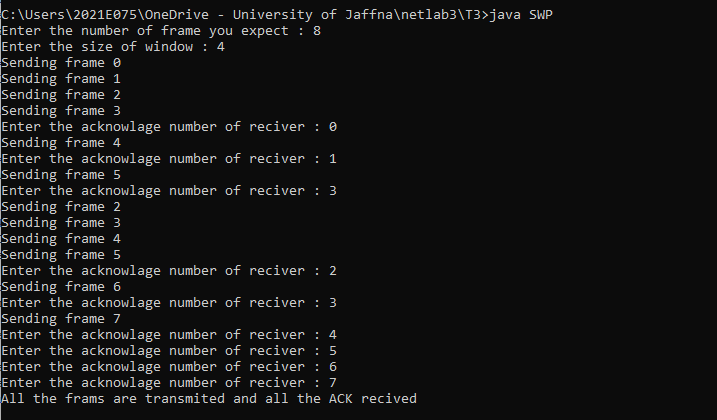 C:\Users\2021E075\OneDrive - University of Jaffna\netlab3\T3>java SWP
Enter the number of frame you expect : 8
Enter the size of window : 4
Sending frame 0
Sending frame 1
Sending frame 2
Sending frame 3
Enter the acknowlage number of reciver : 0
Sending frame 4
Enter the acknowlage number of reciver : 1
Sending frame 5
Enter the acknowlage number of reciver : 3
Sending frame 2
Sending frame 3
Sending frame 4
Sending frame 5
Enter the acknowlage number of reciver : 2
Sending frame 6
Enter the acknowlage number of reciver : 3
Sending frame 7
Enter the acknowlage number of reciver : 4
Enter the acknowlage number of reciver : 5
Enter the acknowlage number of reciver : 6
Enter the acknowlage number of reciver : 7
All the frams are transmited and all the ACK recived